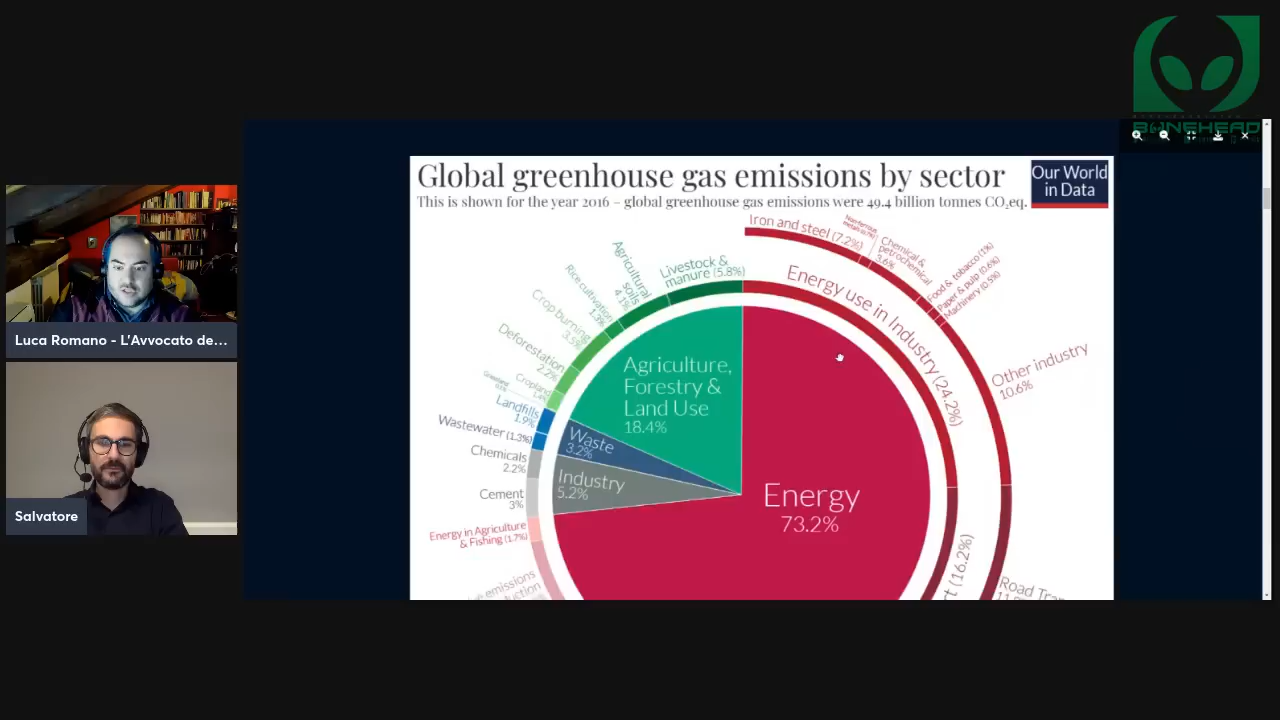 BONEHEAD
Global greenhouse gas emissions by sector
Our World
in Data
This is shown for the year 2016 – global greenhouse gas emissions were 49.4 billion tonnes CO₂eq.
Iron and steel (7.2%)
Chemical &
petrochemical
3.6%
Food & tobacco (1%)
Paper & pulp (0.6%)
Machinery (0.5%)
Livestock &
manure (5.8%)
Agricultural
soils
4.1%
Rice cultivation
1.3%
Crop burning
3.5%
Deforestation
2.2%
Cropland
Landfills
1.9%
Wastewater (1.3%)
Chemicals
2.2%
Cement
3%
Energy in Agriculture
& Fishing (1.7%)
emissions
Energy use in Industry (24.2%)
Other industry
10.6%
Agriculture,
Forestry &
Land Use
18.4%
Waste
3.2%
Industry
5.2%
Energy
73.2%
(16.2%)
Road
Luca Romano - L'Avvocato de...
Salvatore